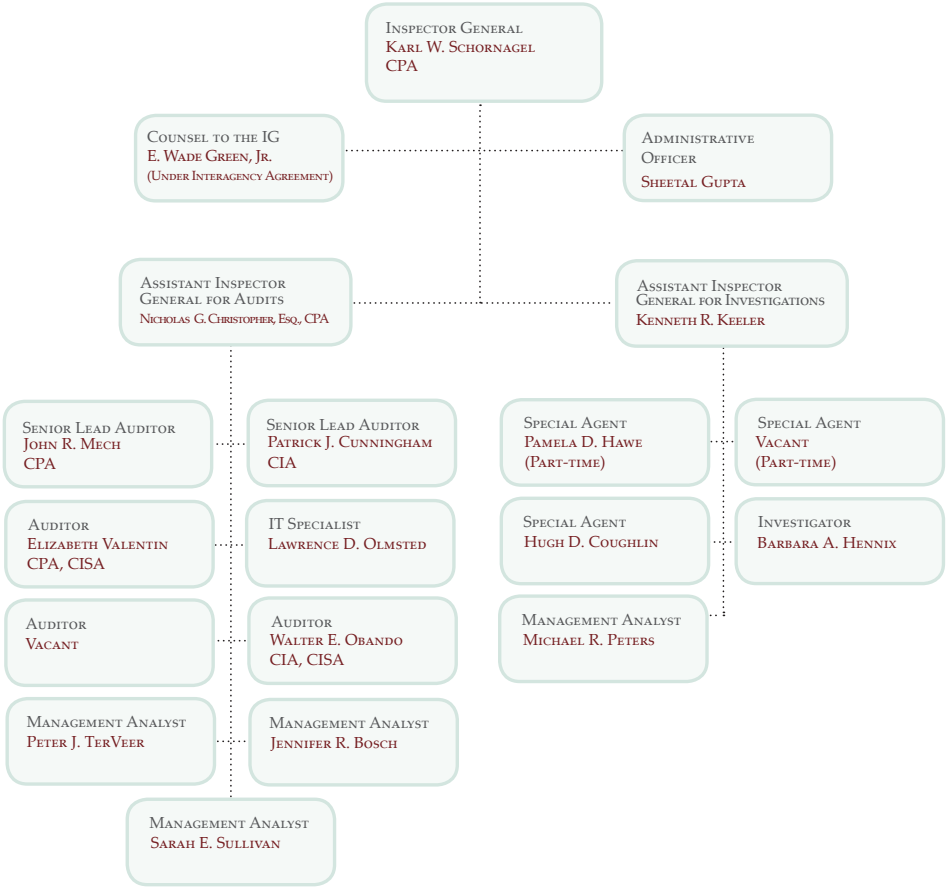 Inspector General
Karl W. Schornagel
CPA
Counsel to the IG
E. Wade Green, Jr.
(Under Interagency Agreement)
Administrative
Officer
Sheetal Gupta
Assistant Inspector
General for Audits
Nicholas G. Christopher, Esq., CPA
Assistant Inspector
General for Investigations
Kenneth R. Keeler
Senior Lead Auditor
John R. Mech
CPA
Senior Lead Auditor
Patrick J. Cunningham
CIA
Auditor
Elizabeth Valentin
CPA, CISA
IT Specialist
Lawrence D. Olmsted
Auditor
Vacant
Auditor
Walter E. Obando
CIA, CISA
Management Analyst
Peter J. TerVeer
Management Analyst
Jennifer R. Bosch
Management Analyst
Sarah E. Sullivan
Special Agent
Pamela D. Hawe
(Part-time)
Special Agent
Vacant
(Part-time)
Special Agent
Hugh D. Coughlin
Investigator
Barbara A. Hennix
Management Analyst
Michael R. Peters